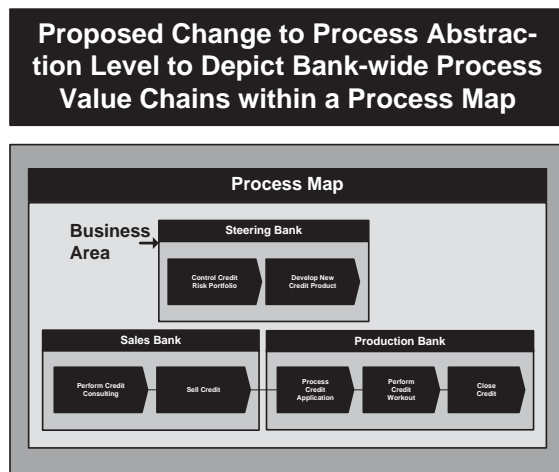 Proposed Change to Process Abstrac-
tion Level to Depict Bank-wide Process
Value Chains within a Process Map
Process Map
Business
Area
Steering Bank
Control Credit
Risk Portfolio
Develop New
Credit Product
Sales Bank
Perform Credit
Consulting
Sell Credit
Production Bank
Process
Credit
Application
Perform
Credit
Workout
Close
Credit